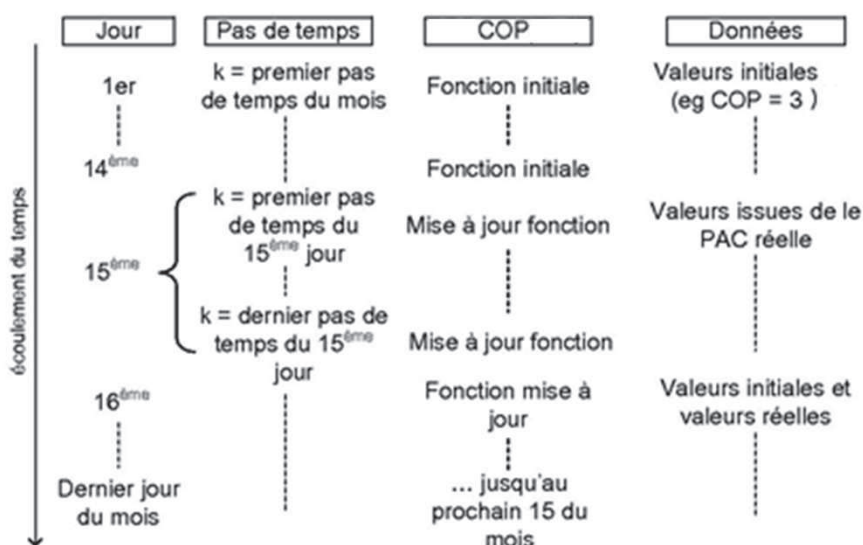 Jour
Pas de temps
COP
Données
1er
k = premier pas
de temps du mois
Fonction initiale
Valeurs initiales
(eg COP = 3 )
14ème
Fonction initiale
k = premier pas
de temps du
15ème jour
Mise à jour fonction
Valeurs issues de le
PAC réelle
15ème
k = dernier pas de
temps du 15ème
jour
Mise à jour fonction
16ème
Fonction mise à
jour
Valeurs initiales et
valeurs réelles
Dernier jour
du mois
... jusqu'au
prochain 15 du
mois
écoulement du temps